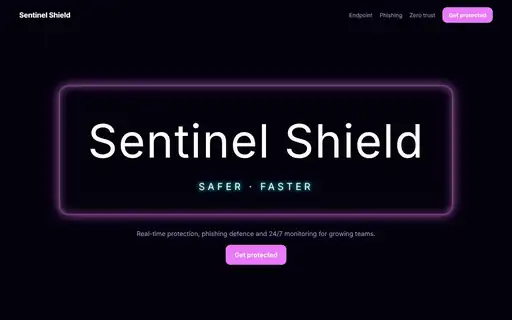 Sentinel Shield
Endpoint Phishing Zero trust Get protected
Sentinel Shield
SAFER · FASTER
Real-time protection, phishing defence and 24/7 monitoring for growing teams.
Get protected